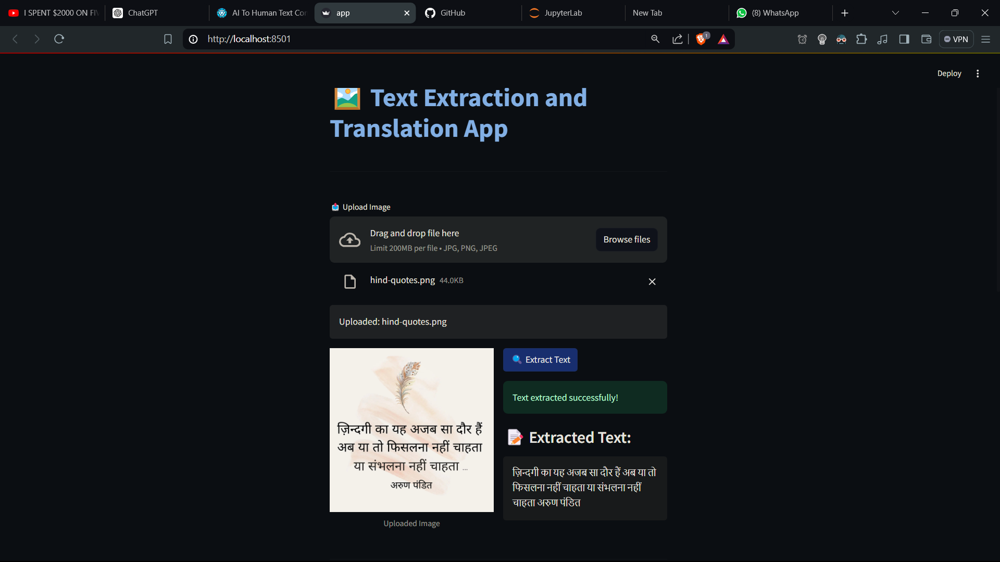 I SPENT $2000 ON FIV
ChatGPT
AI To Human Text Con
app
GitHub
JupyterLab
New Tab
(8) WhatsApp
http://localhost:8501
1
VPN
Deploy
Text Extraction and
Translation App
Upload Image
Drag and drop file here
Limit 200MB per file • JPG, PNG, JPEG
Browse files
hind-quotes.png 44.0KB
Uploaded: hind-quotes.png
ज़िन्दगी का यह अजब सा दौर हैं
अब या तो फिसलना नहीं चाहता
या संभलना नहीं चाहता ...
अरुण पंडित
Uploaded Image
Extract Text
Text extracted successfully!
Extracted Text:
ज़िन्दगी का यह अजब सा दौर हैं अब या तो
फिसलना नहीं चाहता या संभलना नहीं
चाहता अरुण पंडित